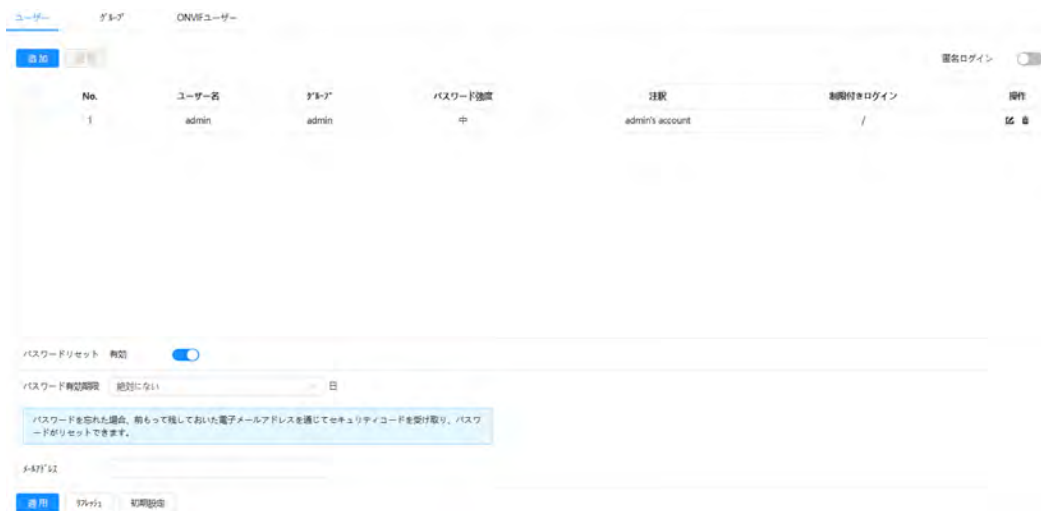 ユーザー ｸﾞﾙｰﾌﾟ ONVIFユーザー
追加
匿名ログイン
No. ユーザー名 ｸﾞﾙｰﾌﾟ パスワード強度 注釈 制限付きログイン 操作
1 admin admin 中 admin's account /
パスワードリセット 有効
パスワード有効期限 絶対にない 日
パスワードを忘れた場合、前もって残しておいた電子メールアドレスを通じてセキュリティコードを受け取り、パスワ
ードがリセットできます。
ﾒｰﾙｱﾄﾞﾚｽ
適用 ﾘﾌﾚｯｼｭ 初期設定